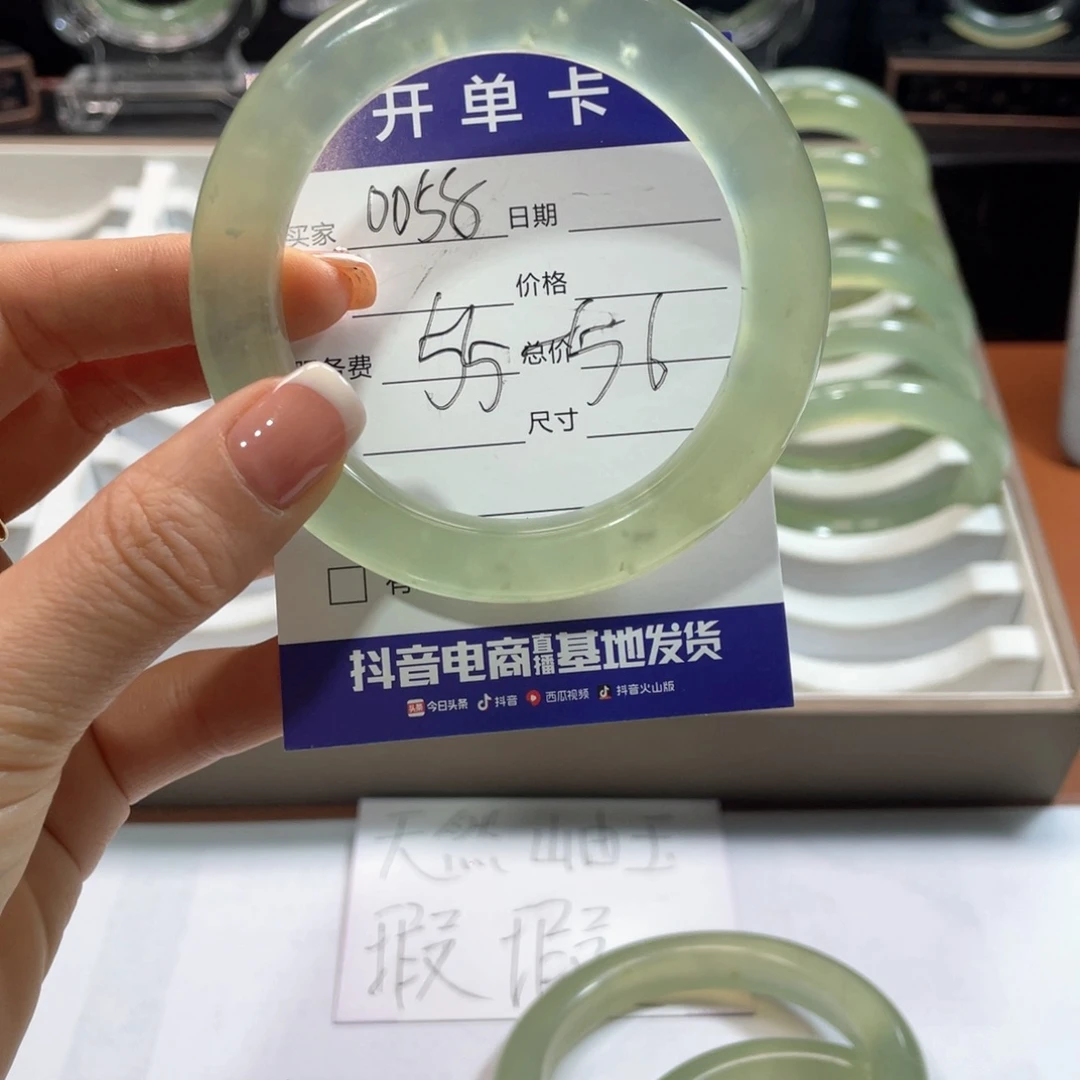 开单卡
买家 0058 日期
价格
服务费 55 总价 56
尺寸
有
抖音电商直播基地发货
今日头条 抖音 西瓜视频 抖音火山版
天然岫玉